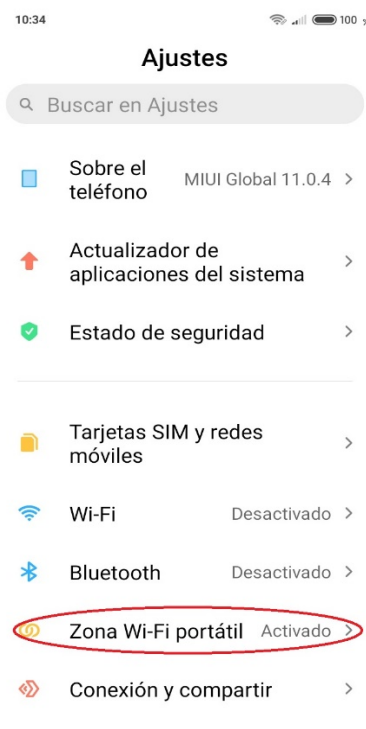 10:34
100
Ajustes
Buscar en Ajustes
Sobre el
teléfono
MIUI Global 11.0.4
Actualizador de
aplicaciones del sistema
Estado de seguridad
Tarjetas SIM y redes
móviles
Wi-Fi Desactivado
Bluetooth Desactivado
Zona Wi-Fi portátil Activado
Conexión y compartir